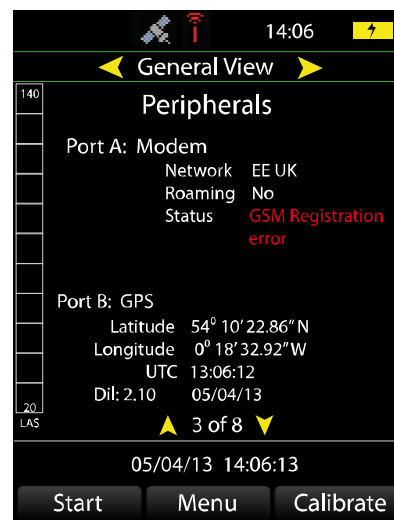 14:06
General View
140
Peripherals
Port A: Modem
Network EE UK
Roaming No
Status GSM Registration
error
Port B: GPS
Latitude 54⁰ 10' 22.86" N
Longitude 0⁰ 18' 32.92" W
UTC 13:06:12
Dil: 2.10 05/04/13
20
LAS
3 of 8
05/04/13 14:06:13
Start Menu Calibrate